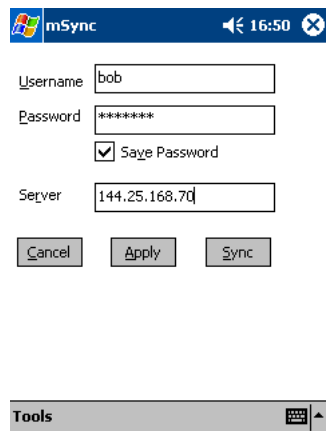 mSync 16:50
Username bob
Password *******
Save Password
Server 144.25.168.70
Cancel Apply Sync
Tools